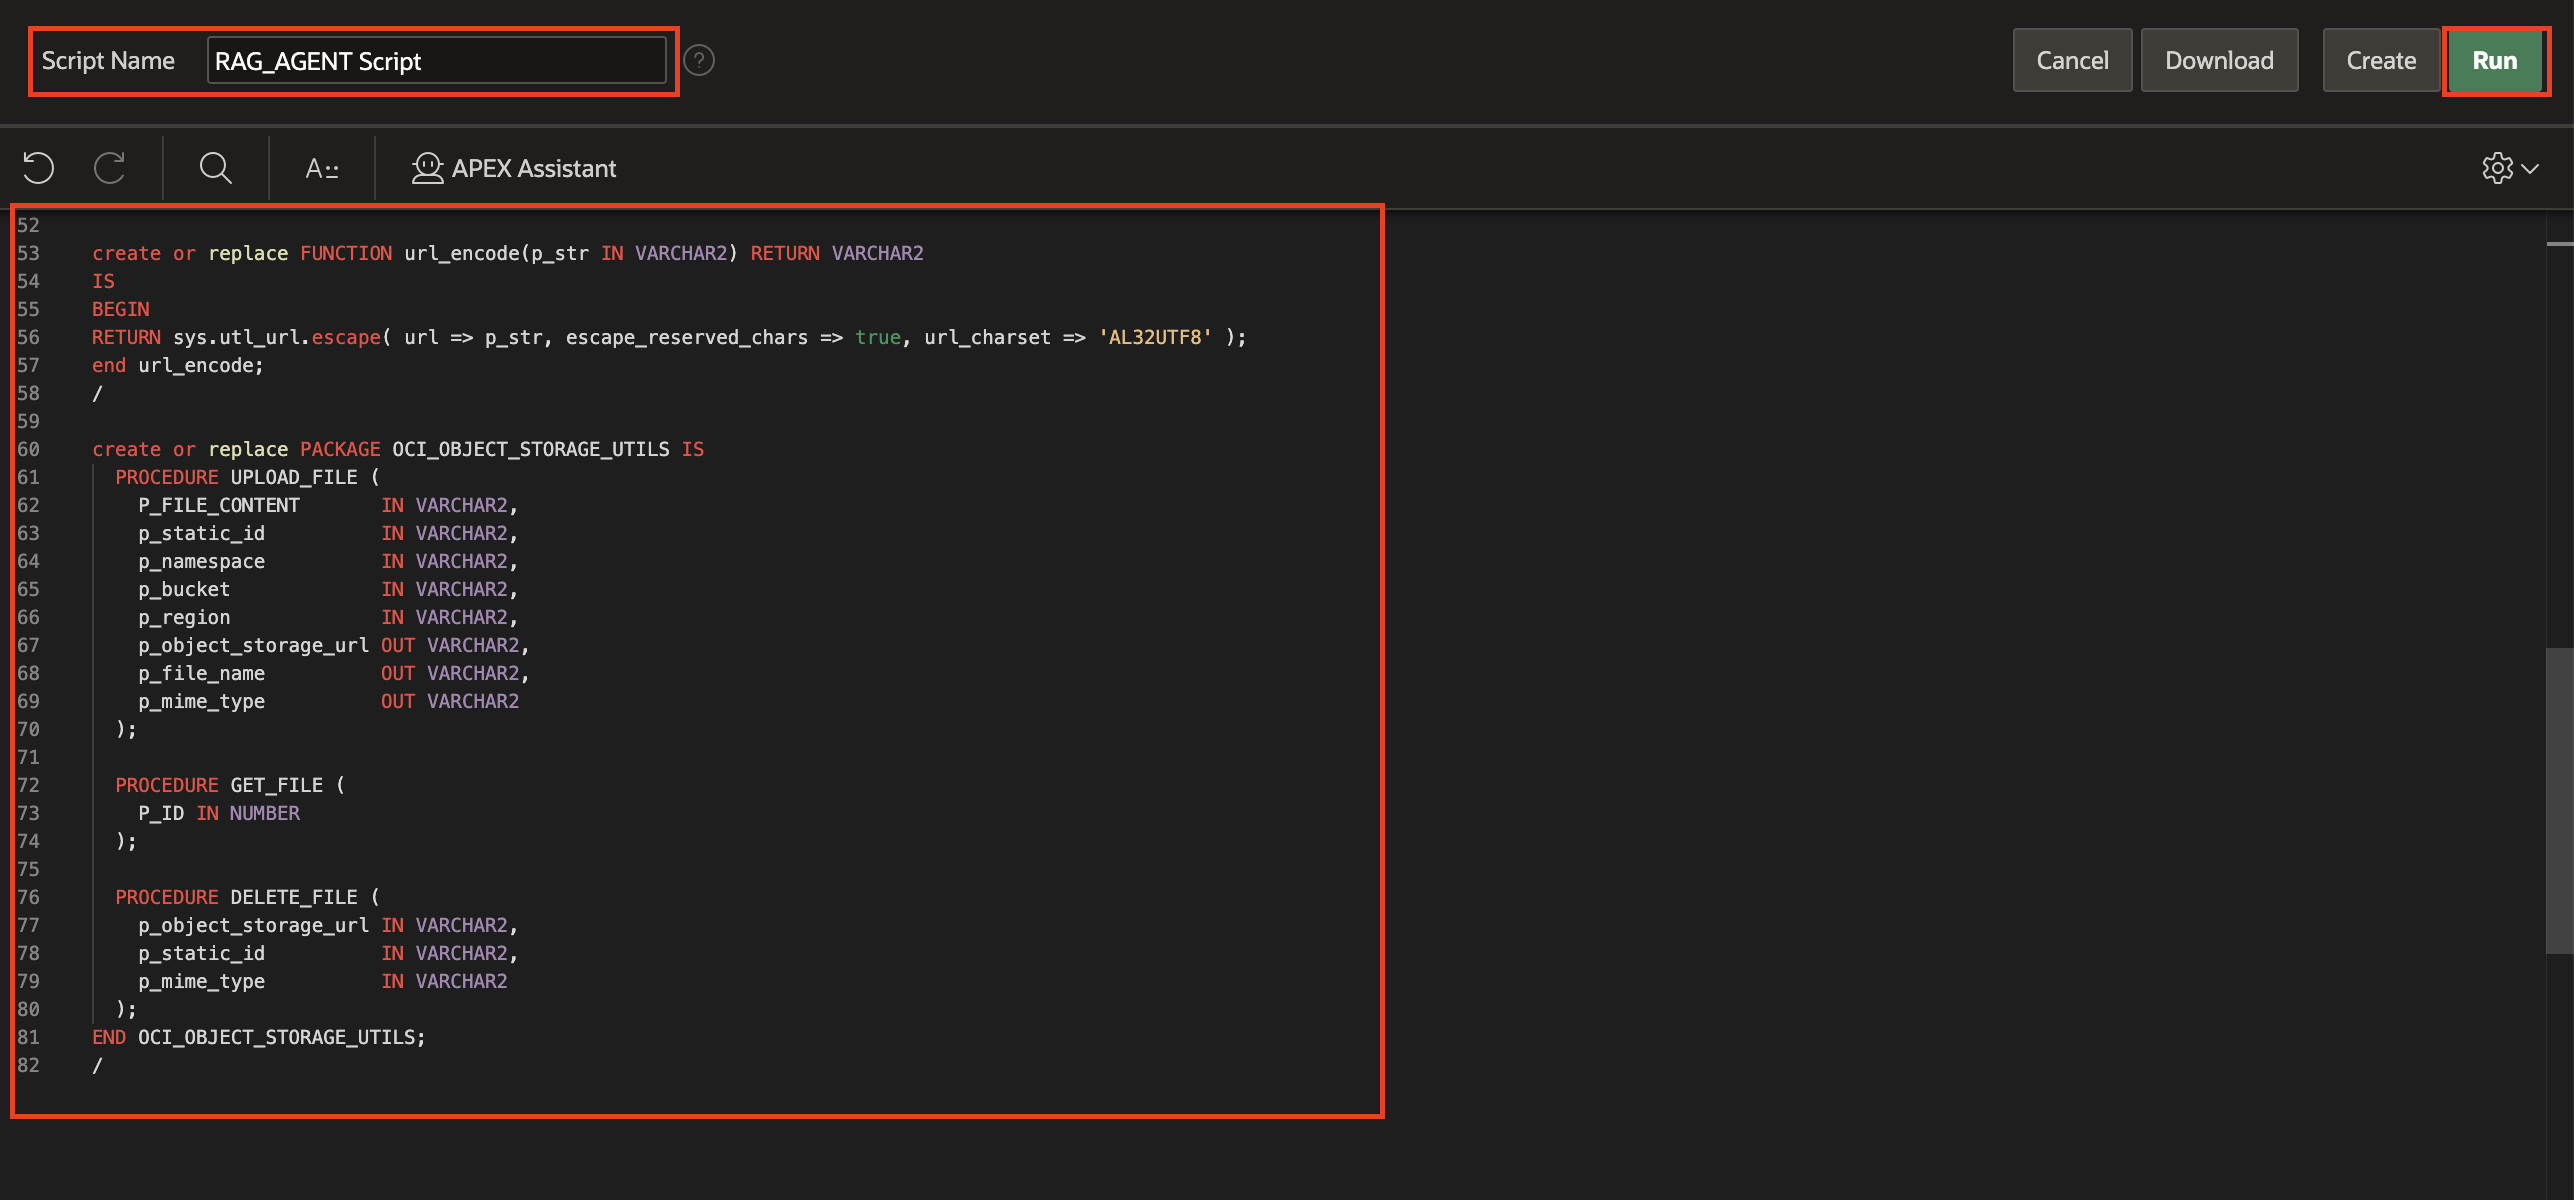 Script Name RAG_AGENT Script ? Cancel Download Create Run
A APEX Assistant
52
53 create or replace FUNCTION url_encode(p_str IN VARCHAR2) RETURN VARCHAR2
54 IS
55 BEGIN
56 RETURN sys.utl_url.escape( url => p_str, escape_reserved_chars => true, url_charset => 'AL32UTF8' );
57 end url_encode;
58 /
59
60 create or replace PACKAGE OCI_OBJECT_STORAGE_UTILS IS
61 PROCEDURE UPLOAD_FILE (
62 P_FILE_CONTENT IN VARCHAR2,
63 p_static_id IN VARCHAR2,
64 p_namespace IN VARCHAR2,
65 p_bucket IN VARCHAR2,
66 p_region IN VARCHAR2,
67 p_object_storage_url OUT VARCHAR2,
68 p_file_name OUT VARCHAR2,
69 p_mime_type OUT VARCHAR2
70 );
71
72 PROCEDURE GET_FILE (
73 P_ID IN NUMBER
74 );
75
76 PROCEDURE DELETE_FILE (
77 p_object_storage_url IN VARCHAR2,
78 p_static_id IN VARCHAR2,
79 p_mime_type IN VARCHAR2
80 );
81 END OCI_OBJECT_STORAGE_UTILS;
82 /